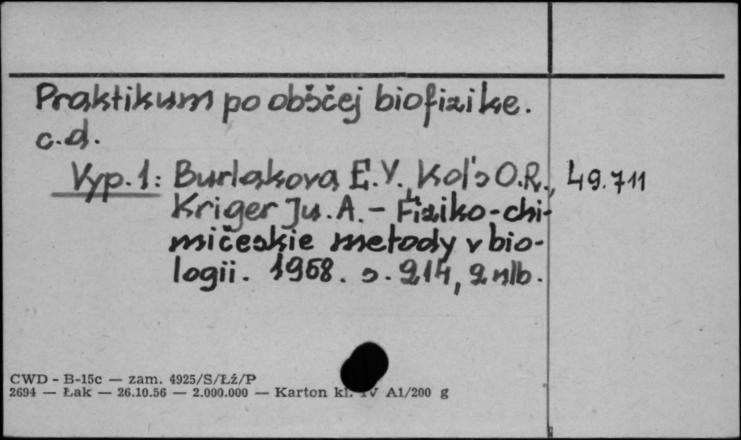 Praktikum po obščej biofizike.
c.d.
Vyp. 1: Burlakova E.V. Kol's O.R., 49.711
Kriger Ju. A. - Fiziko-chi-
mičeskie metody v bio-
logii. 1958. s. 214, 2 nlb.
CWD - B-15c — zam. 4925/S/Łż/P
2694 — Łak — 26.10.56 — 2.000.000 — Karton kl. IV A1/200 g